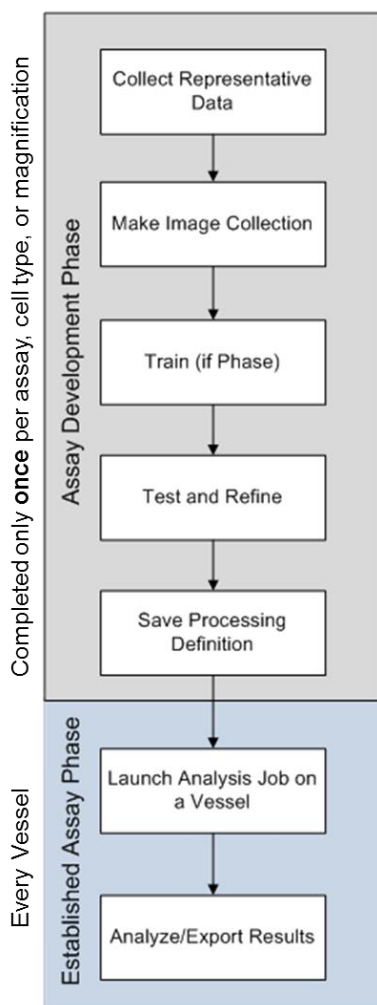 Completed only once per assay, cell type, or magnification
Assay Development Phase
Collect Representative
Data
Make Image Collection
Train (if Phase)
Test and Refine
Save Processing
Definition
Every Vessel
Established Assay Phase
Launch Analysis Job on
a Vessel
Analyze/Export Results